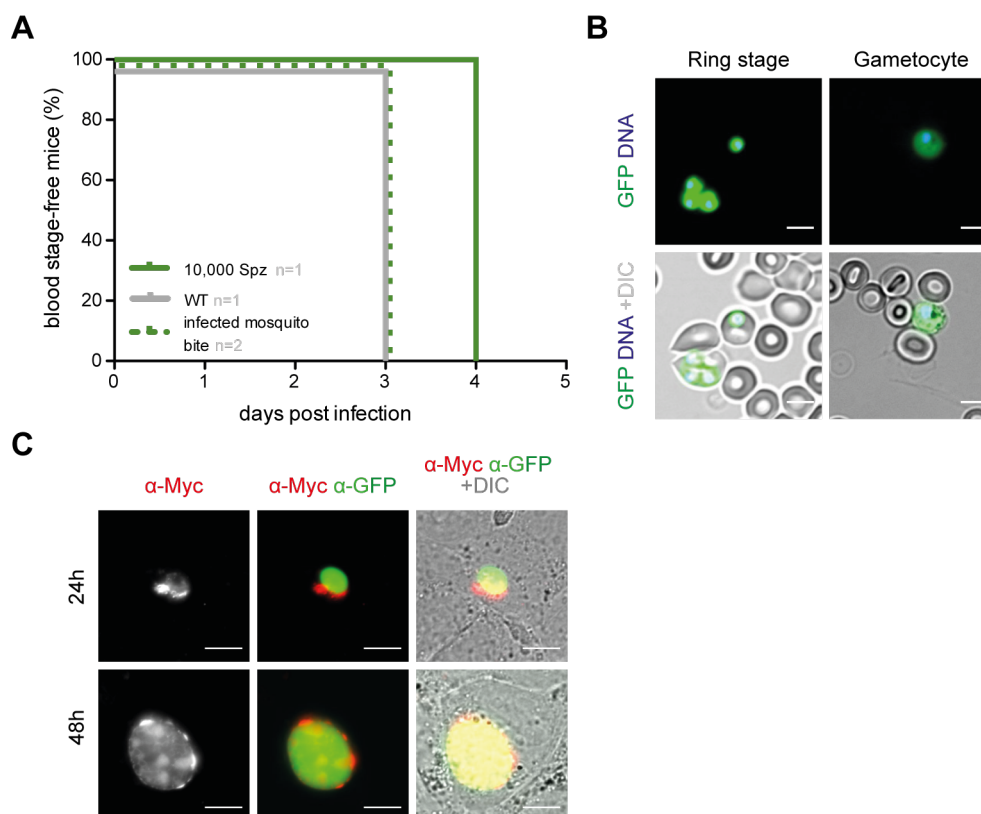 A
blood stage-free mice (%)
100
80
60
40
20
0
10,000 Spz n=1
WT n=1
infected mosquito
bite n=2
0 1 2 3 4 5
days post infection
B
Ring stage Gametocyte
GFP DNA
GFP DNA +DIC
C
α-Myc α-Myc α-GFP α-Myc α-GFP
+DIC
24h
48h